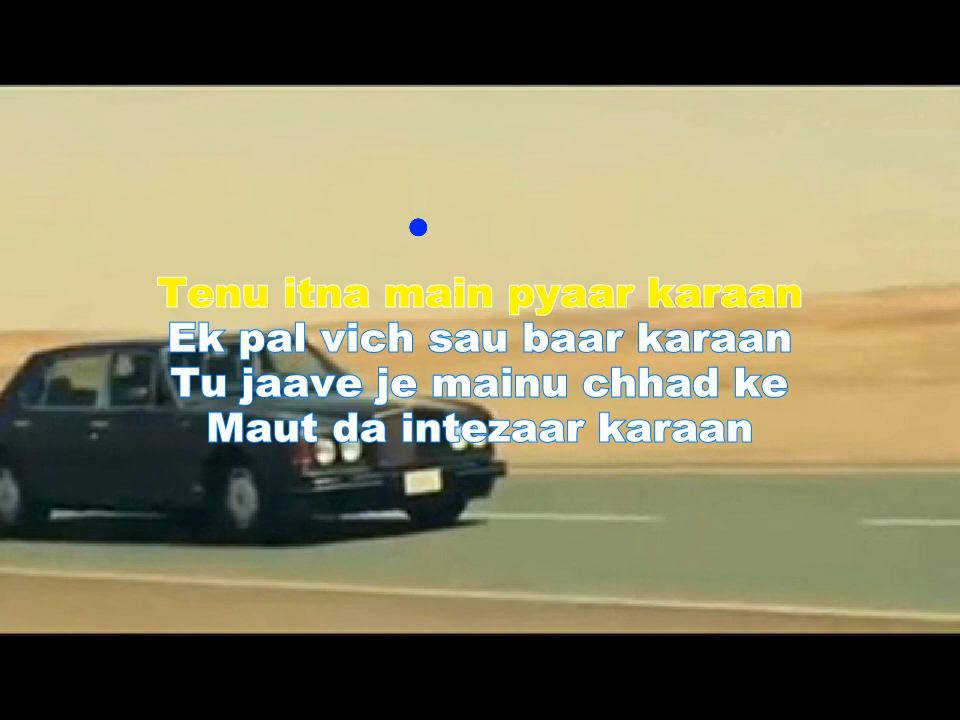 Tenu itna main pyaar karaan
Ek pal vich sau baar karaan
Tu jaave je mainu chhad ke
Maut da intezaar karaan